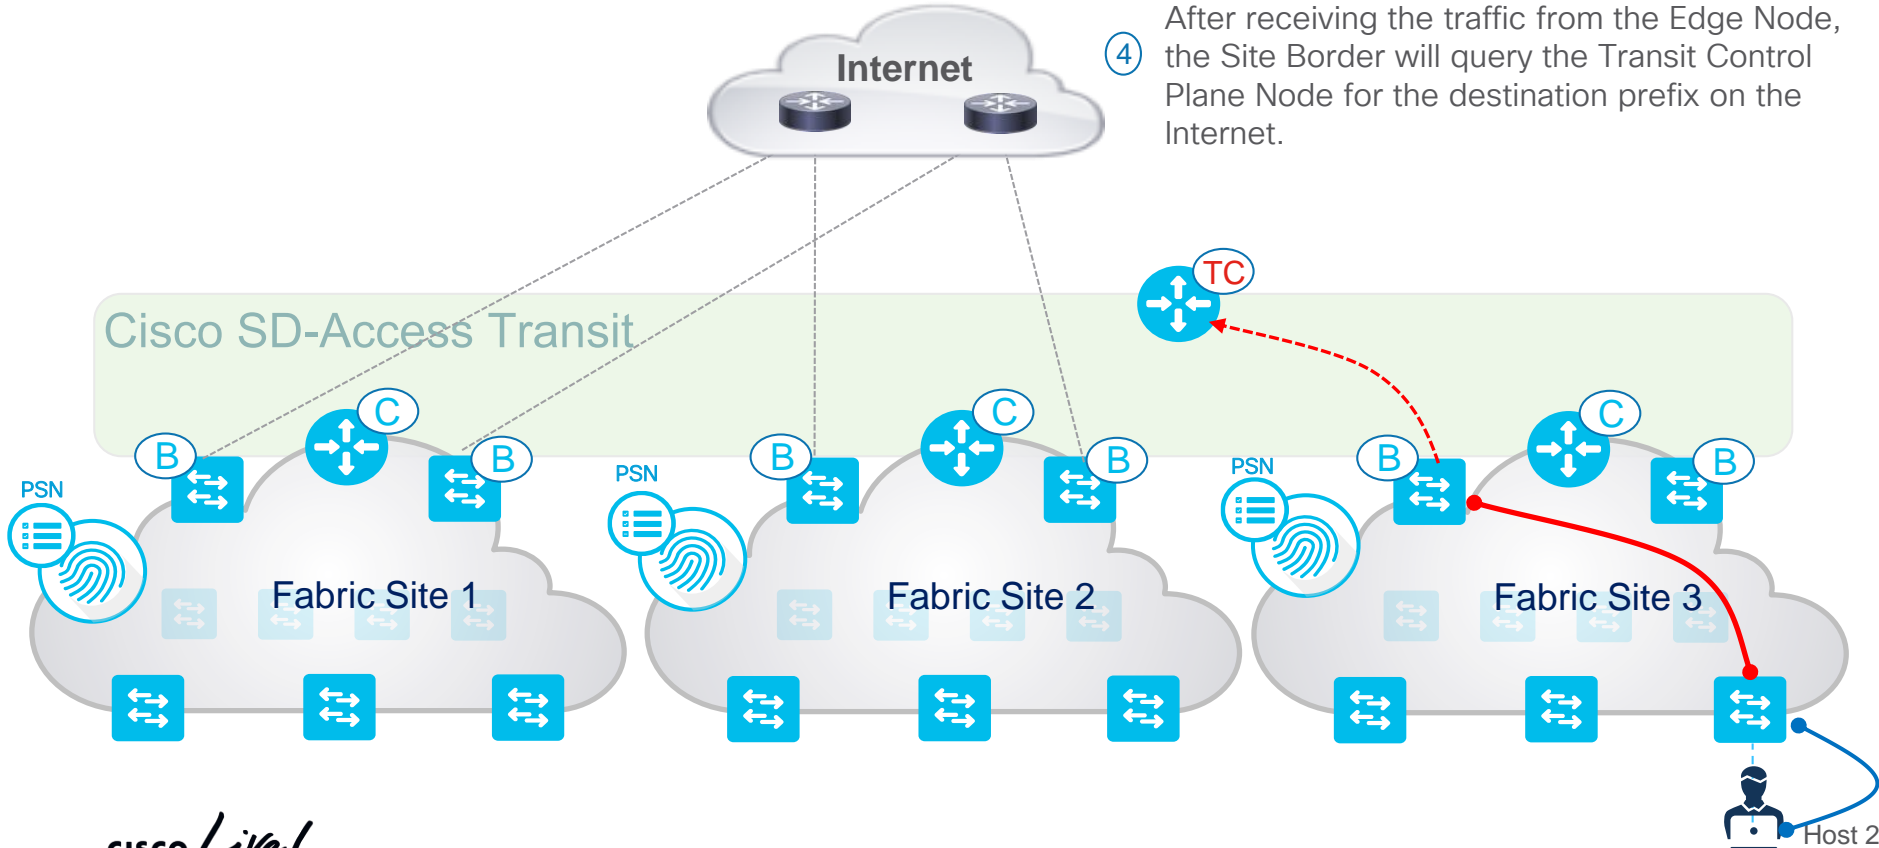 After receiving the traffic from the Edge Node,
4 the Site Border will query the Transit Control
Plane Node for the destination prefix on the
Internet.
Internet
TC
Cisco SD-Access Transit
C
C
C
B
B
B
B
B
B
PSN
PSN
PSN
Fabric Site 1
Fabric Site 2
Fabric Site 3
cisco Live!
Host 2